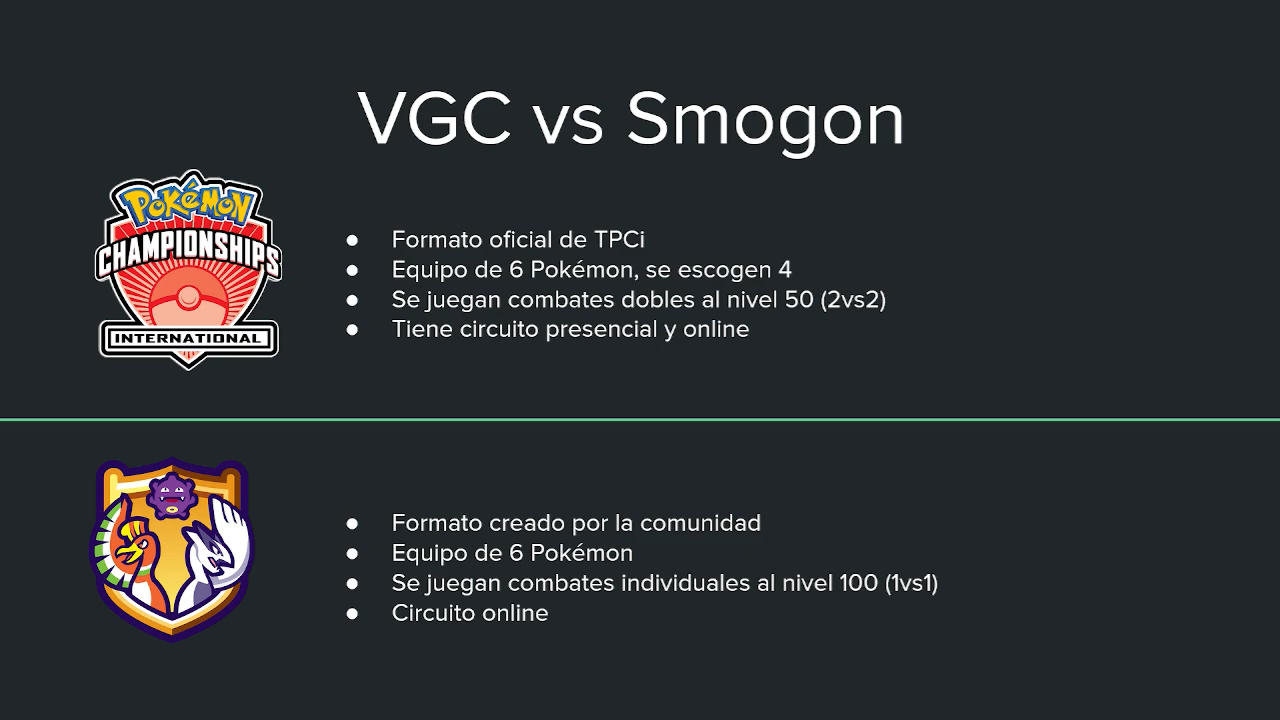 VGC vs Smogon
POKéMON
CHAMPIONSHIPS
INTERNATIONAL
● Formato oficial de TPCi
● Equipo de 6 Pokémon, se escogen 4
● Se juegan combates dobles al nivel 50 (2vs2)
● Tiene circuito presencial y online
● Formato creado por la comunidad
● Equipo de 6 Pokémon
● Se juegan combates individuales al nivel 100 (1vs1)
● Circuito online